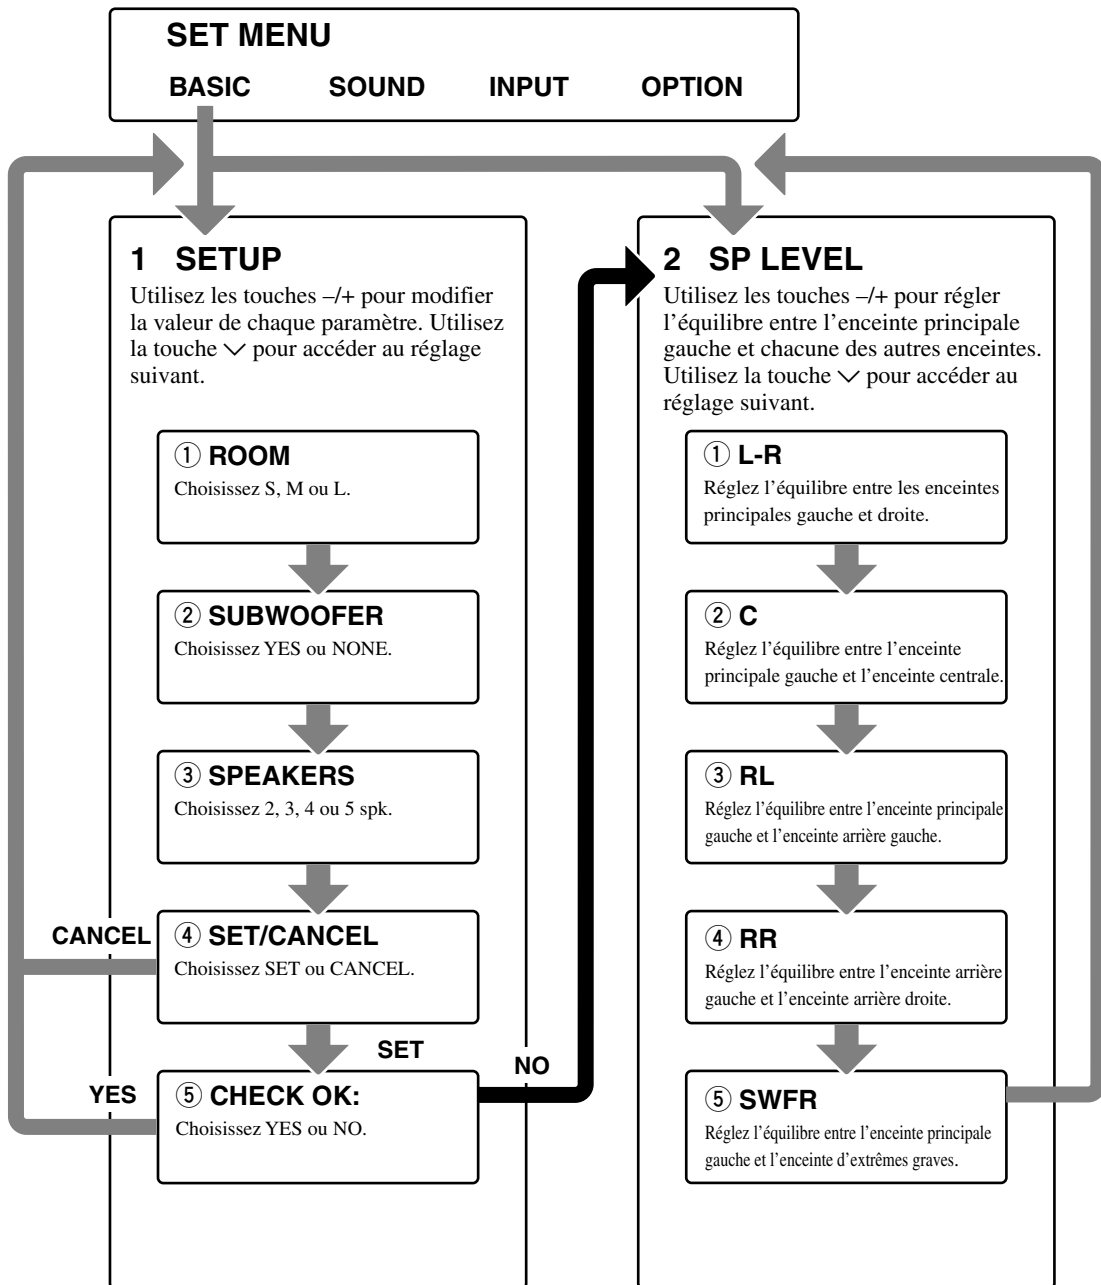 SET MENU
BASIC SOUND INPUT OPTION
1 SETUP
Utilisez les touches –/+ pour modifier
la valeur de chaque paramètre. Utilisez
la touche ∨ pour accéder au réglage
suivant.
① ROOM
Choisissez S, M ou L.
② SUBWOOFER
Choisissez YES ou NONE.
③ SPEAKERS
Choisissez 2, 3, 4 ou 5 spk.
CANCEL
④ SET/CANCEL
Choisissez SET ou CANCEL.
SET
NO
YES
⑤ CHECK OK:
Choisissez YES ou NO.
2 SP LEVEL
Utilisez les touches –/+ pour régler
l’équilibre entre l’enceinte principale
gauche et chacune des autres enceintes.
Utilisez la touche ∨ pour accéder au
réglage suivant.
① L-R
Réglez l’équilibre entre les enceintes
principales gauche et droite.
② C
Réglez l’équilibre entre l’enceinte
principale gauche et l’enceinte centrale.
③ RL
Réglez l’équilibre entre l’enceinte principale
gauche et l’enceinte arrière gauche.
④ RR
Réglez l’équilibre entre l’enceinte arrière
gauche et l’enceinte arrière droite.
⑤ SWFR
Réglez l’équilibre entre l’enceinte principale
gauche et l’enceinte d’extrêmes graves.